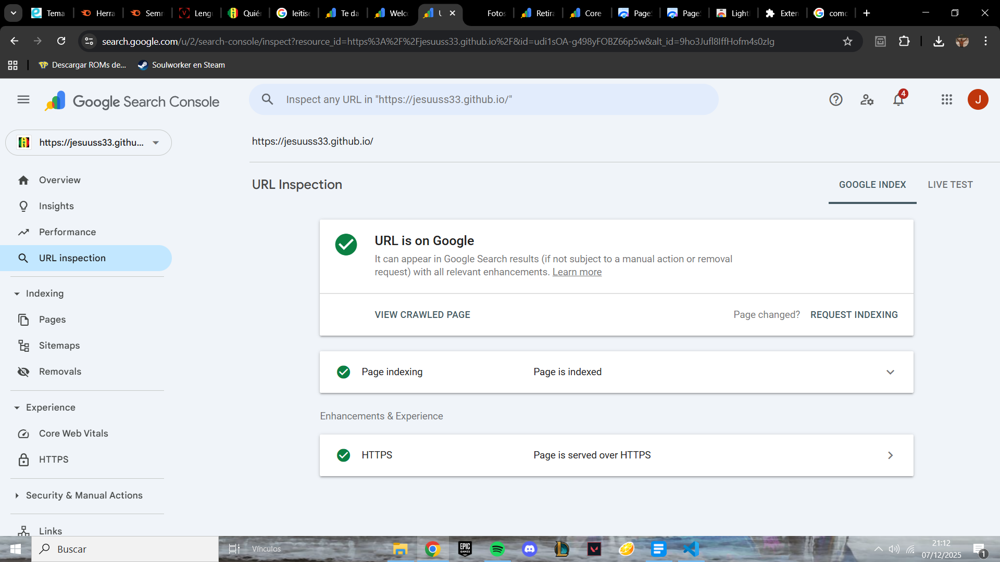 Tema
Herra
Semr
Leng
Quiér
leitise
Te da
Welc
Fotos
Retira
Core
Page
Page
Light
Exten
como
search.google.com/u/2/search-console/inspect?resource_id=https%3A%2F%2Fjesuuss33.github.io%2F&id=udi1sOA-g498yFOBZ66p5w&alt_id=9ho3Jufl8IffHofm4s0zIg
Descargar ROMs de...
Soulworker en Steam
Google Search Console
Inspect any URL in "https://jesuuss33.github.io/"
4
J
https://jesuuss33.githu...
https://jesuuss33.github.io/
Overview
Insights
Performance
URL inspection
Indexing
Pages
Sitemaps
Removals
Experience
Core Web Vitals
HTTPS
Security & Manual Actions
Links
URL Inspection
GOOGLE INDEX
LIVE TEST
URL is on Google
It can appear in Google Search results (if not subject to a manual action or removal
request) with all relevant enhancements. Learn more
VIEW CRAWLED PAGE
Page changed?
REQUEST INDEXING
Page indexing
Page is indexed
Enhancements & Experience
HTTPS
Page is served over HTTPS
Buscar
Vínculos
EPIC
GAMES
21:12
07/12/2025
1